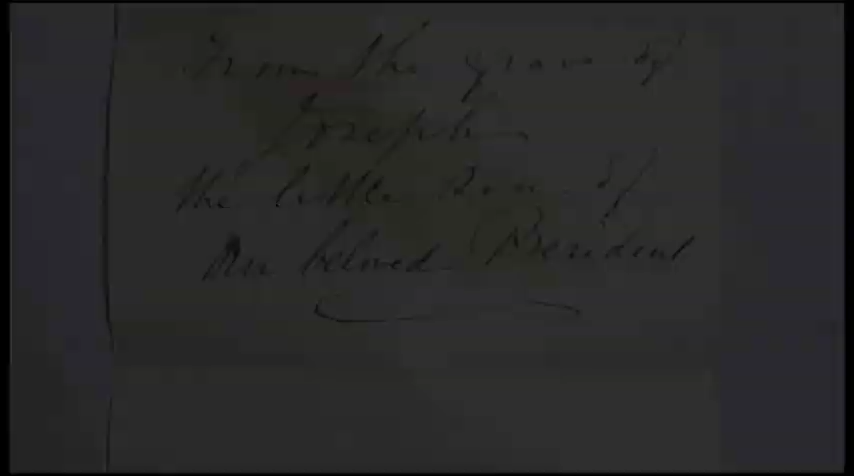 From the grave of
Joseph
the little Son of
Our beloved President